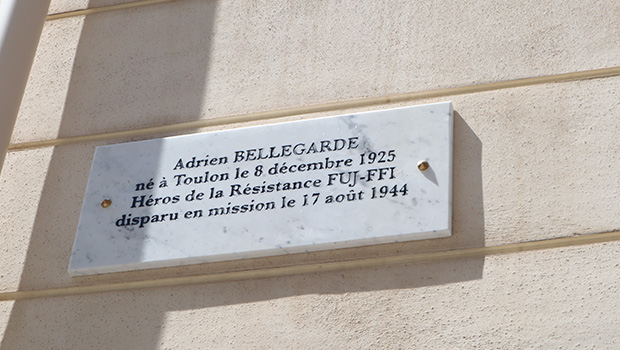 Adrien BELLEGARDE
né à Toulon le 8 décembre 1925
Héros de la Résistance FUJ-FFI
disparu en mission le 17 août 1944